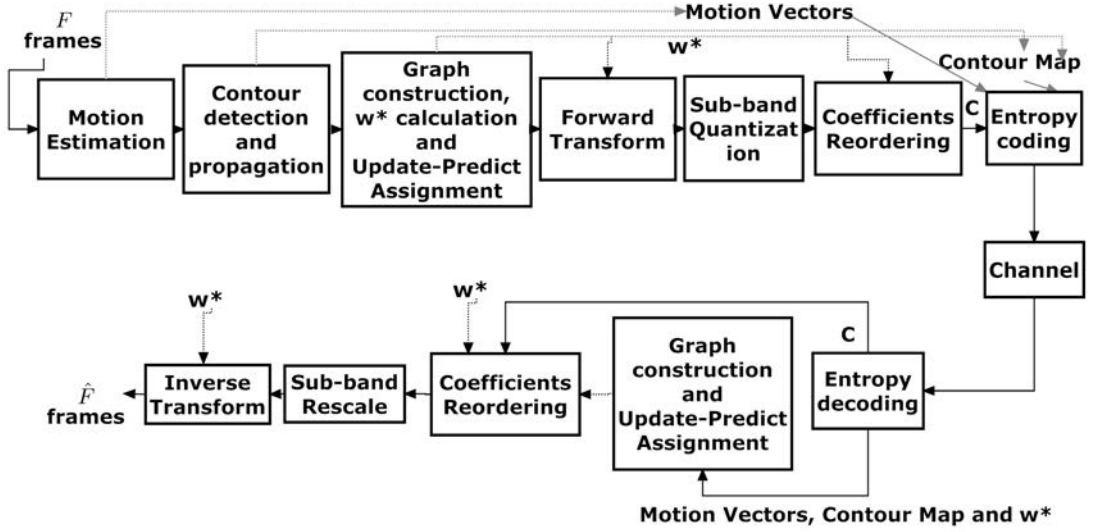 F
frames
Motion Vectors
w*
Contour Map
Motion
Estimation
Contour
detection
and
propagation
Graph
construction,
w* calculation
and
Update-Predict
Assignment
Forward
Transform
Sub-band
Quantizat
ion
Coefficients
Reordering
C
Entropy
coding
Channel
w*
w*
C
F̂
frames
Inverse
Transform
Sub-band
Rescale
Coefficients
Reordering
Graph
construction
and
Update-Predict
Assignment
Entropy
decoding
Motion Vectors, Contour Map and w*